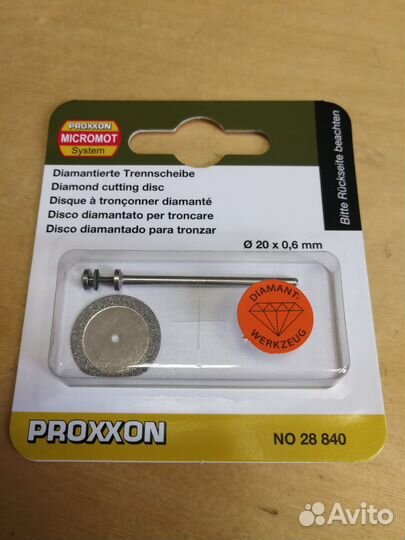 PROXXON
MICROMOT
System
Bitte Rückseite beachten
Diamantierte Trennscheibe
Diamond cutting disc
Disque à tronçonner diamanté
Disco diamantato per troncare
Disco diamantado para tronzar
Ø 20 x 0,6 mm
DIAMANT-
WERKZEUG
PROXXON
NO 28 840
Avito